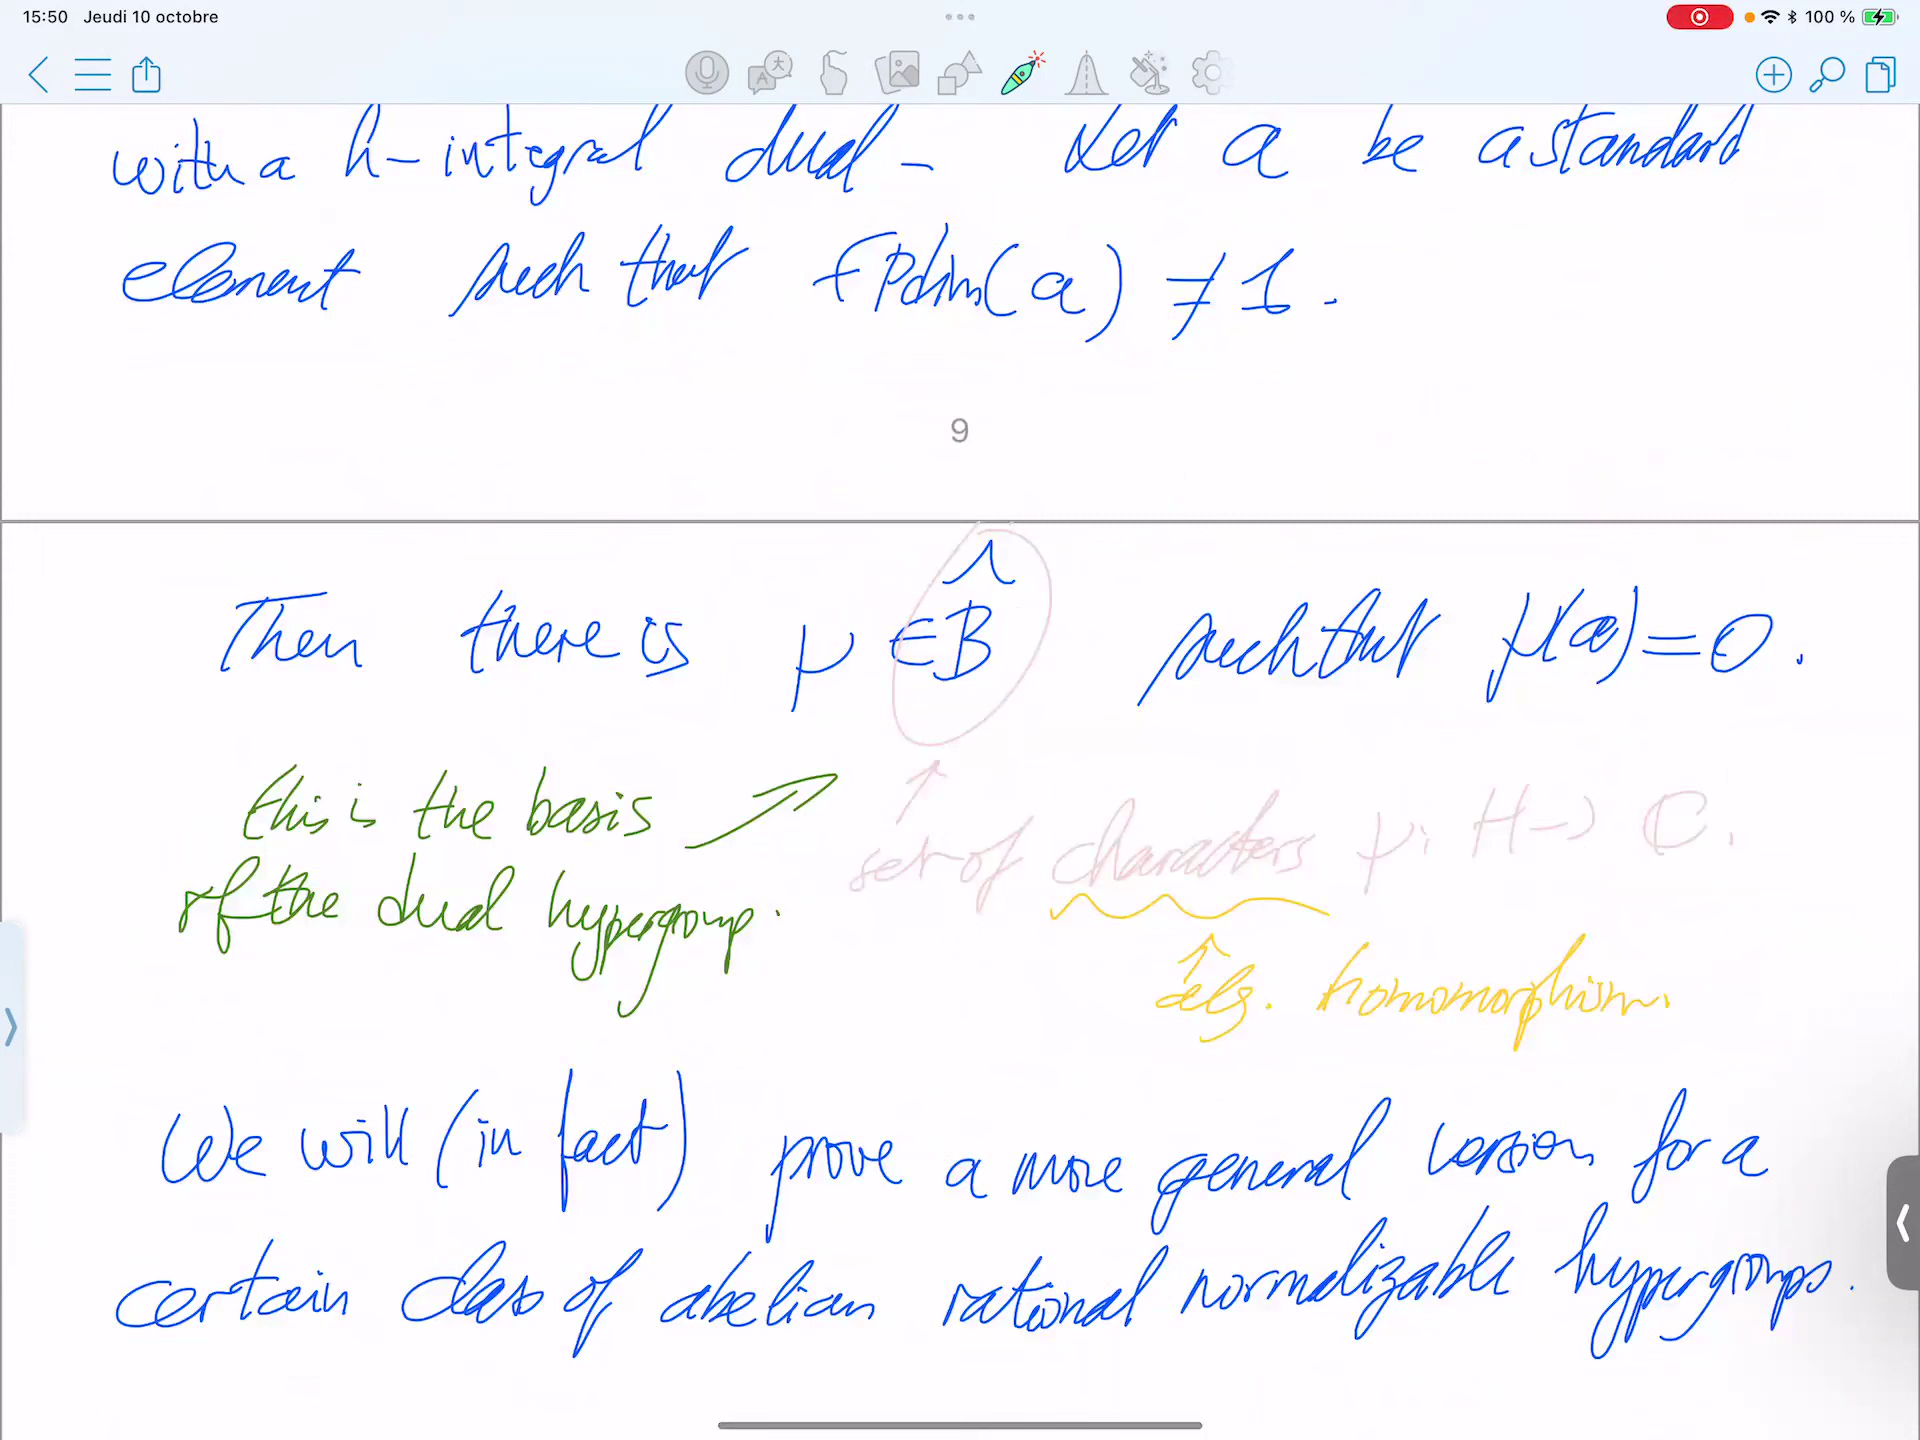 15:50 Jeudi 10 octobre
100 %
with a h-integral dual - Let a be a standard
element such that FPdim(a) ≠ 1.
9
Then there is μ ∈ B̂ such that μ(a) = 0.
this is the basis
of the dual hypergroup.
set of characters μ: H → ℂ.
alg. homomorphism.
We will (in fact) prove a more general version for a
certain class of abelian rational normalizable hypergroups.